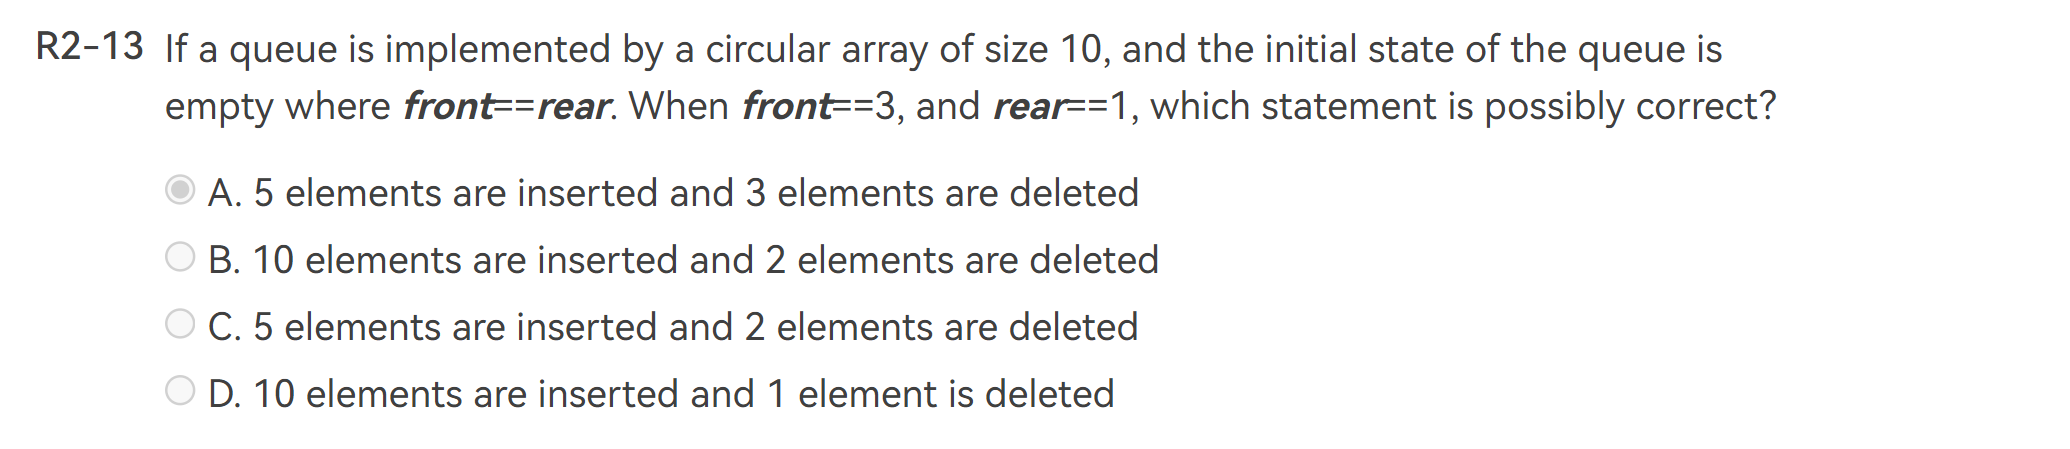 R2-13 If a queue is implemented by a circular array of size 10, and the initial state of the queue is
empty where front==rear. When front==3, and rear==1, which statement is possibly correct?
A. 5 elements are inserted and 3 elements are deleted
B. 10 elements are inserted and 2 elements are deleted
C. 5 elements are inserted and 2 elements are deleted
D. 10 elements are inserted and 1 element is deleted